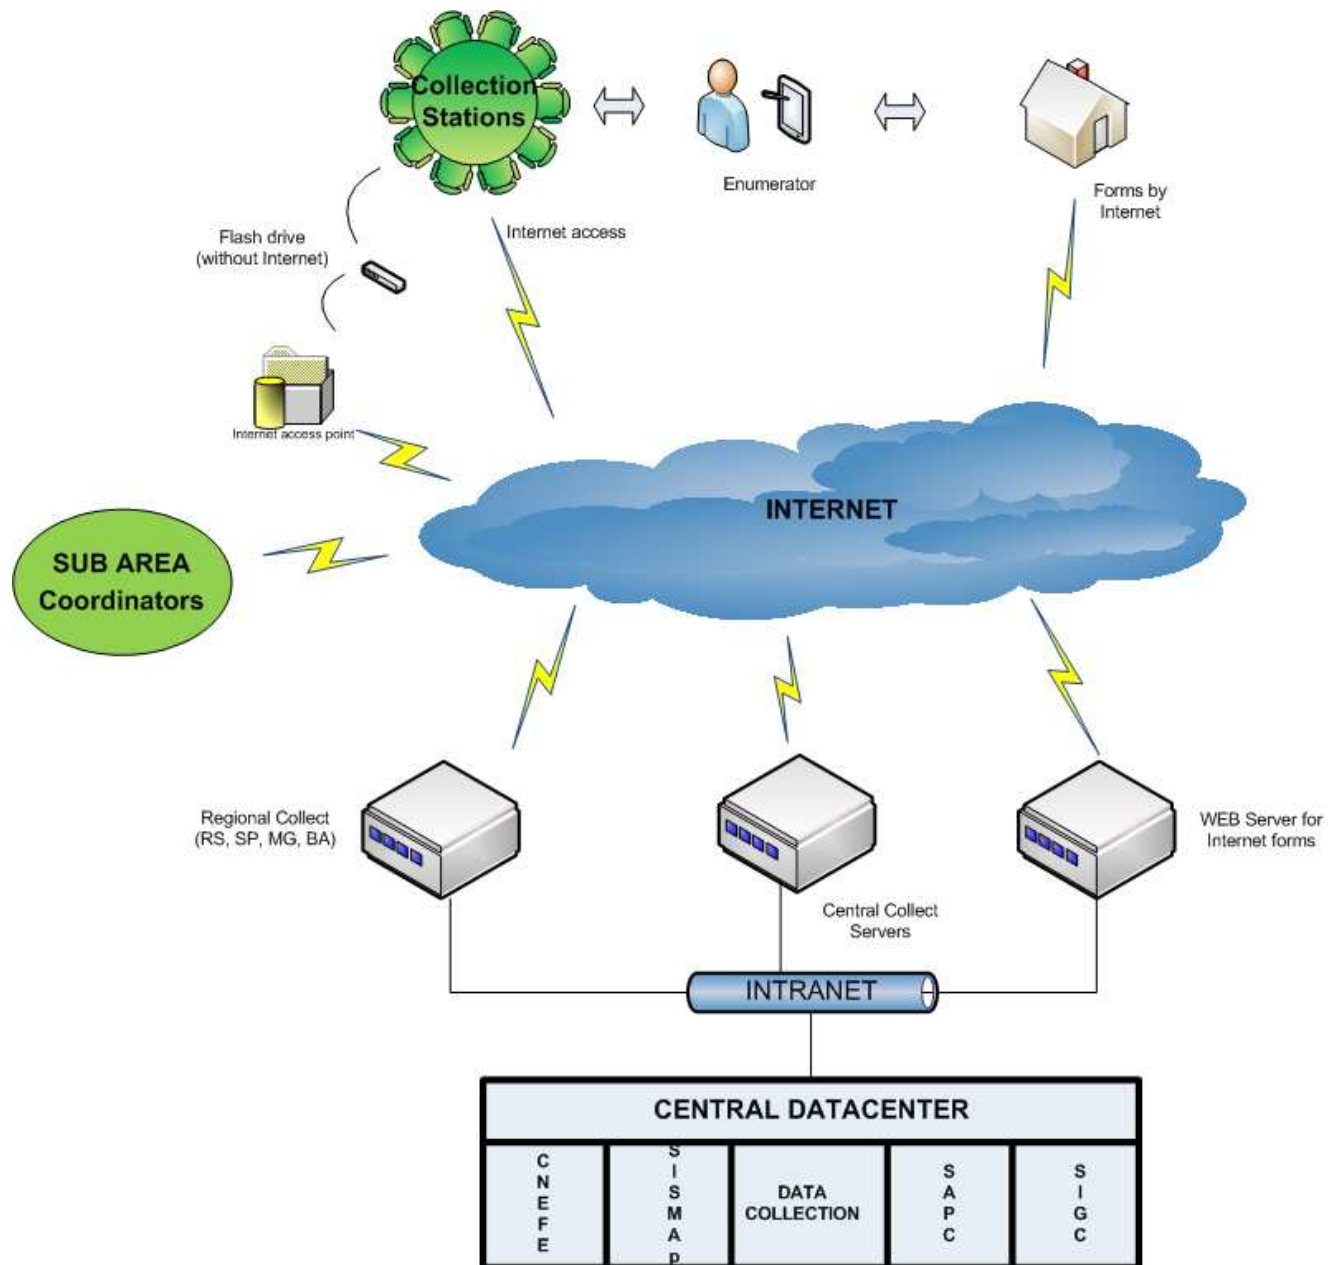 Collection
Stations
Enumerator
Forms by
Internet
Internet access
Flash drive
(without Internet)
Internet access point
INTERNET
SUB AREA
Coordinators
Regional Collect
(RS, SP, MG, BA)
WEB Server for
Internet forms
Central Collect
Servers
INTRANET
CENTRAL DATACENTER
CNEFE
SISMAp
DATA
COLLECTION
SAPC
SIGC